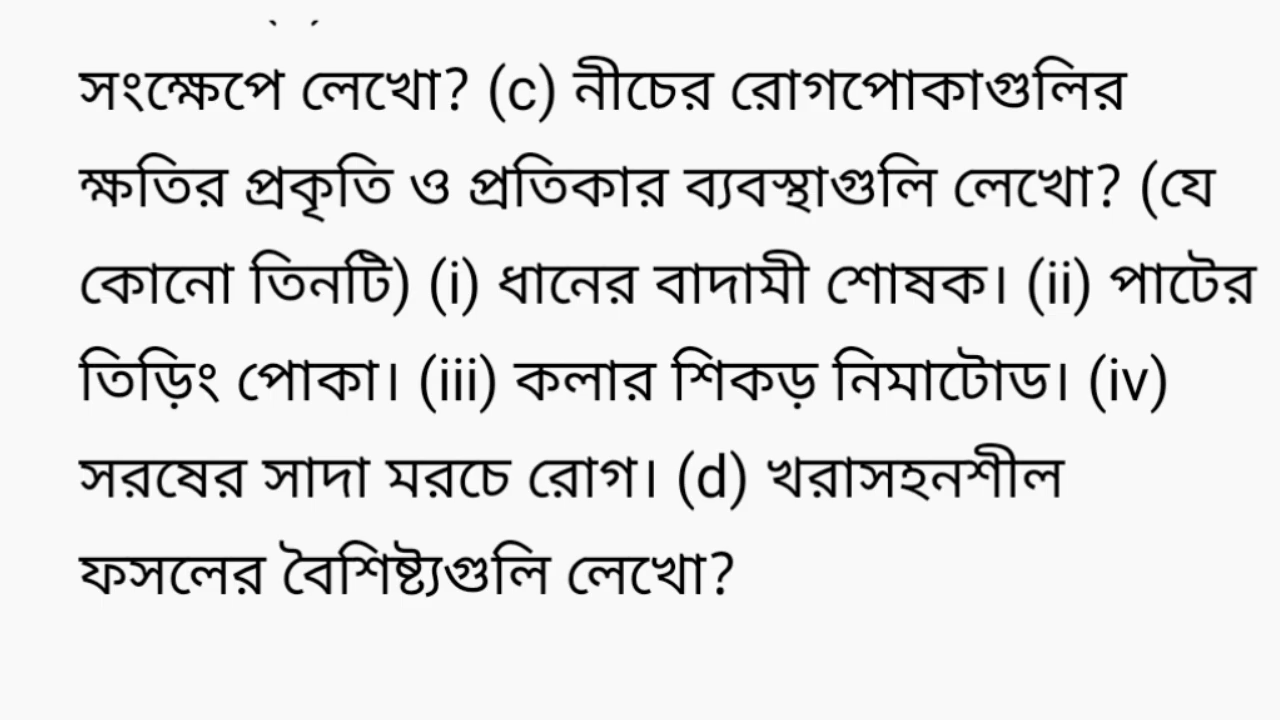 সংক্ষেপে লেখো? (c) নীচের রোগপোকাগুলির
ক্ষতির প্রকৃতি ও প্রতিকার ব্যবস্থাগুলি লেখো? (যে
কোনো তিনটি) (i) ধানের বাদামী শোষক। (ii) পাটের
তিড়িং পোকা। (iii) কলার শিকড় নিমাটোড। (iv)
সরষের সাদা মরচে রোগ। (d) খরাসহনশীল
ফসলের বৈশিষ্ট্যগুলি লেখো?